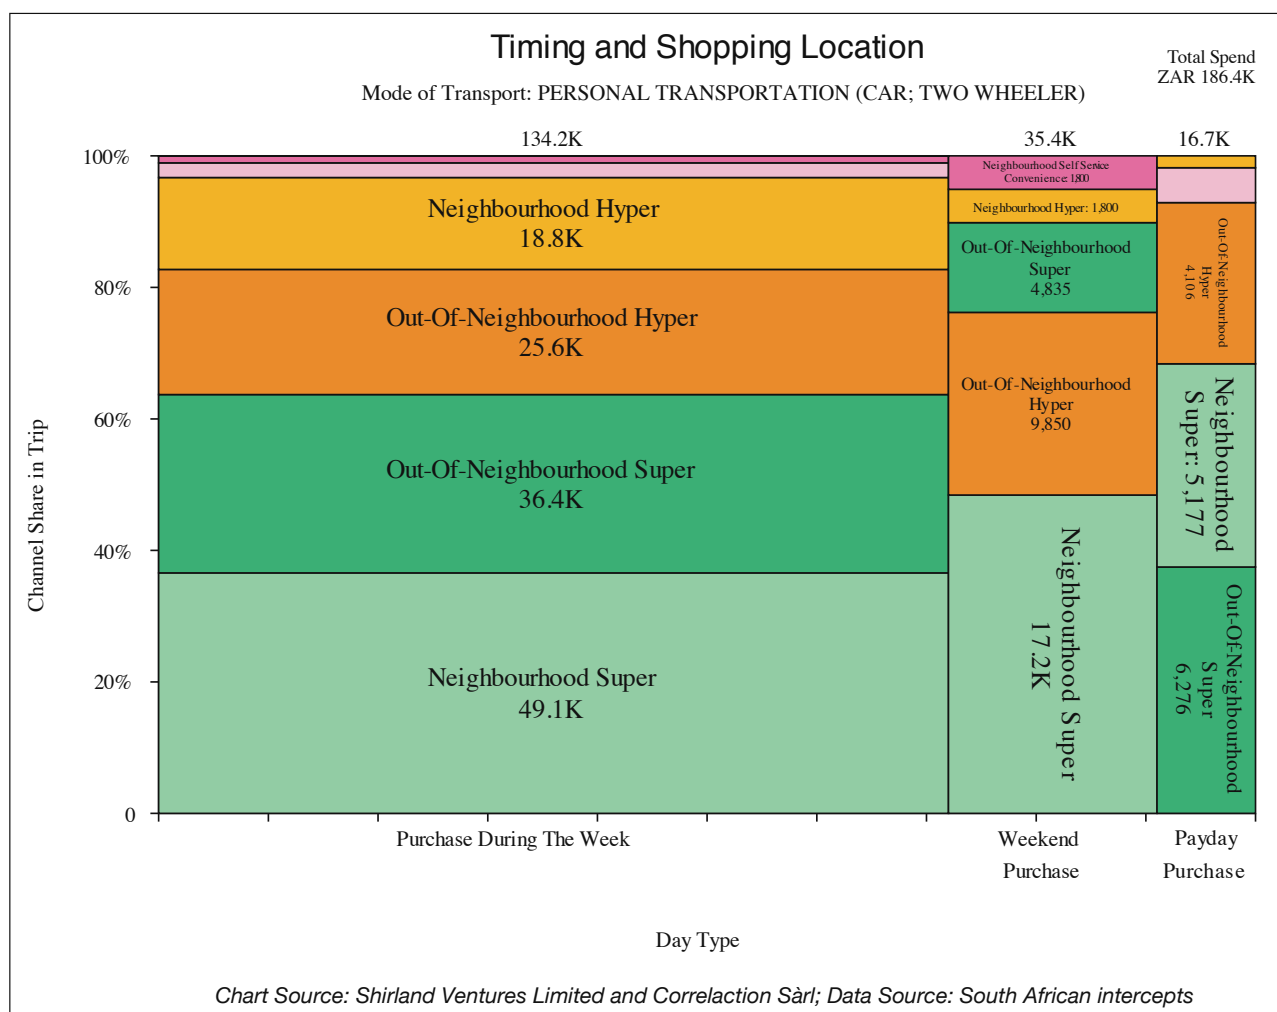 Timing and Shopping Location
Total Spend
ZAR 186.4K
Mode of Transport: PERSONAL TRANSPORTATION (CAR; TWO WHEELER)
134.2K
35.4K
16.7K
100%
80%
60%
40%
20%
0
Channel Share in Trip
Neighbourhood Hyper
18.8K
Out-Of-Neighbourhood Hyper
25.6K
Out-Of-Neighbourhood Super
36.4K
Neighbourhood Super
49.1K
Neighbourhood Self Service
Convenience: 1,800
Neighbourhood Hyper: 1,800
Out-Of-Neighbourhood
Super
4,835
Out-Of-Neighbourhood
Hyper
9,850
Neighbourhood Super
17.2K
Out-Of-Neighbourhood
Hyper
4,106
Neighbourhood
Super: 5,177
Out-Of-Neighbourhood
Super
6,276
Purchase During The Week
Weekend
Purchase
Payday
Purchase
Day Type
Chart Source: Shirland Ventures Limited and Correlaction Sàrl; Data Source: South African intercepts